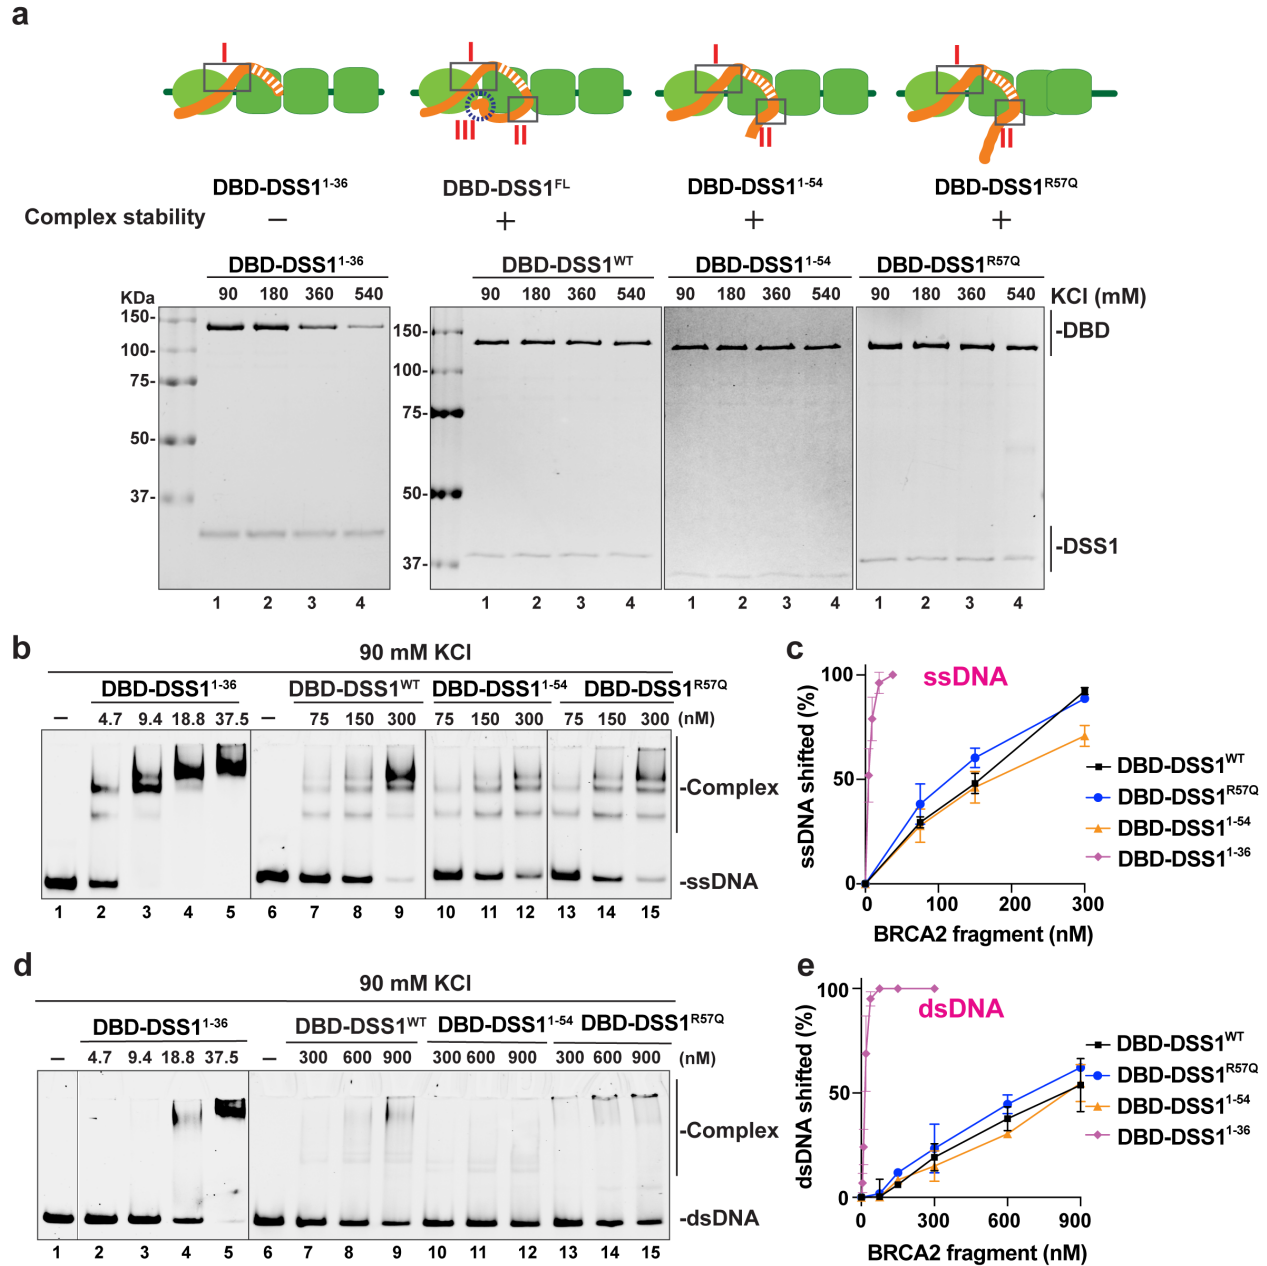 a
I I I I
III II II II
DBD-DSS1¹⁻³⁶ DBD-DSS1ᶠᴸ DBD-DSS1¹⁻⁵⁴ DBD-DSS1ᴿ⁵⁷Q
Complex stability − + + +
DBD-DSS1¹⁻³⁶ DBD-DSS1ᵂᵀ DBD-DSS1¹⁻⁵⁴ DBD-DSS1ᴿ⁵⁷Q
KDa 90 180 360 540 90 180 360 540 90 180 360 540 90 180 360 540 KCl (mM)
150- 150- -DBD
100- 100-
75- 75-
50- 50-
37- 37- -DSS1
1 2 3 4 1 2 3 4 1 2 3 4 1 2 3 4
b
90 mM KCl
DBD-DSS1¹⁻³⁶ DBD-DSS1ᵂᵀ DBD-DSS1¹⁻⁵⁴ DBD-DSS1ᴿ⁵⁷Q
− 4.7 9.4 18.8 37.5 − 75 150 300 75 150 300 75 150 300 (nM)
-Complex
-ssDNA
1 2 3 4 5 6 7 8 9 10 11 12 13 14 15
c
ssDNA
ssDNA shifted (%)
100
50
0
0 100 200 300
BRCA2 fragment (nM)
DBD-DSS1ᵂᵀ
DBD-DSS1ᴿ⁵⁷Q
DBD-DSS1¹⁻⁵⁴
DBD-DSS1¹⁻³⁶
d
90 mM KCl
DBD-DSS1¹⁻³⁶ DBD-DSS1ᵂᵀ DBD-DSS1¹⁻⁵⁴ DBD-DSS1ᴿ⁵⁷Q
− 4.7 9.4 18.8 37.5 − 300 600 900 300 600 900 300 600 900 (nM)
-Complex
-dsDNA
1 2 3 4 5 6 7 8 9 10 11 12 13 14 15
e
dsDNA
dsDNA shifted (%)
100
50
0
0 300 600 900
BRCA2 fragment (nM)
DBD-DSS1ᵂᵀ
DBD-DSS1ᴿ⁵⁷Q
DBD-DSS1¹⁻⁵⁴
DBD-DSS1¹⁻³⁶